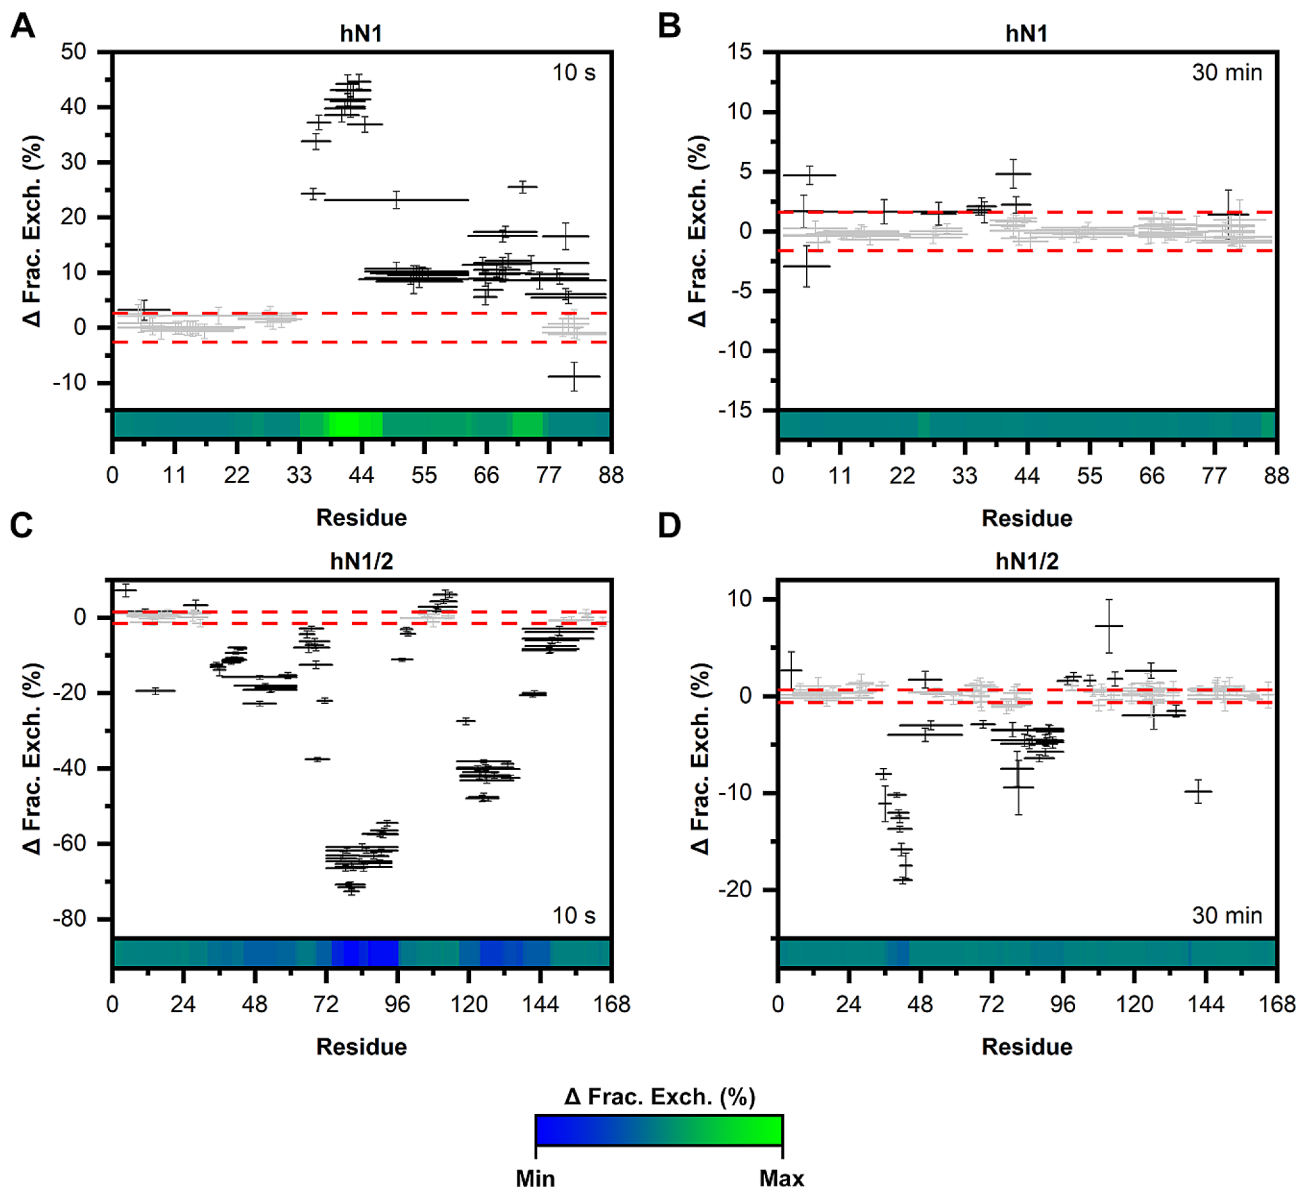 A
hN1
10 s
Δ Frac. Exch. (%)
50
40
30
20
10
0
-10
0 11 22 33 44 55 66 77 88
Residue
B
hN1
30 min
Δ Frac. Exch. (%)
15
10
5
0
-5
-10
-15
0 11 22 33 44 55 66 77 88
Residue
C
hN1/2
Δ Frac. Exch. (%)
0
-20
-40
-60
-80
10 s
0 24 48 72 96 120 144 168
Residue
D
hN1/2
Δ Frac. Exch. (%)
10
0
-10
-20
30 min
0 24 48 72 96 120 144 168
Residue
Δ Frac. Exch. (%)
Min Max